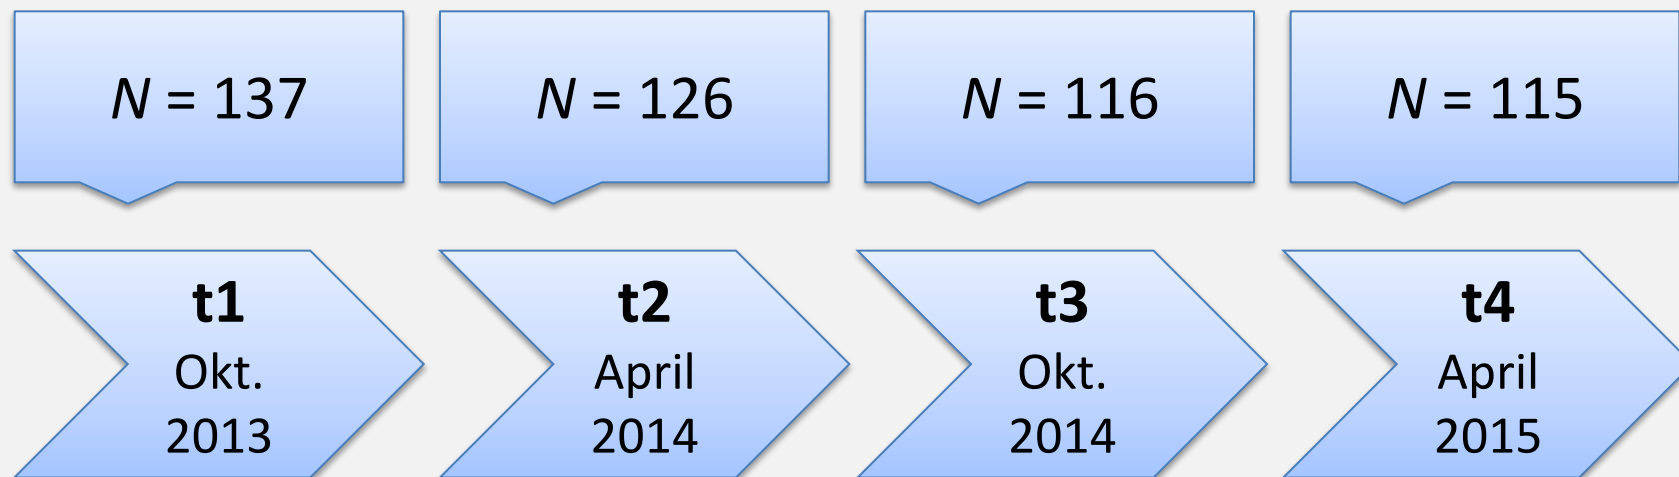 N = 137
N = 126
N = 116
N = 115
t1
Okt.
2013
t2
April
2014
t3
Okt.
2014
t4
April
2015